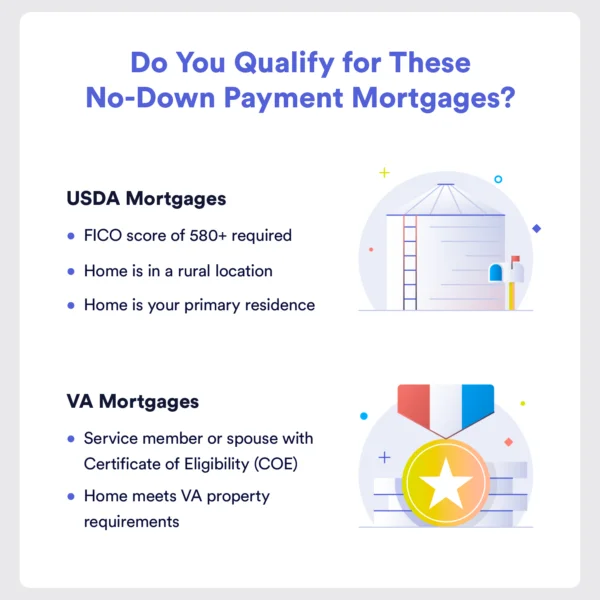 Do You Qualify for These
No-Down Payment Mortgages?
USDA Mortgages
FICO score of 580+ required
Home is in a rural location
Home is your primary residence
VA Mortgages
Service member or spouse with
Certificate of Eligibility (COE)
Home meets VA property
requirements